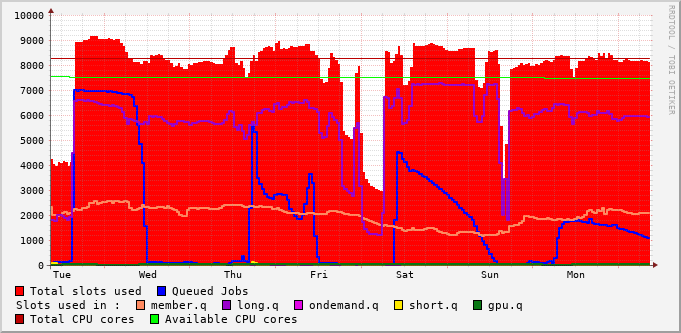 10000
9000
8000
7000
6000
5000
4000
3000
2000
1000
0
Tue Wed Thu Fri Sat Sun Mon
RRDTOOL / TOBI OETIKER
Total slots used Queued Jobs
Slots used in : member.q long.q ondemand.q short.q gpu.q
Total CPU cores Available CPU cores